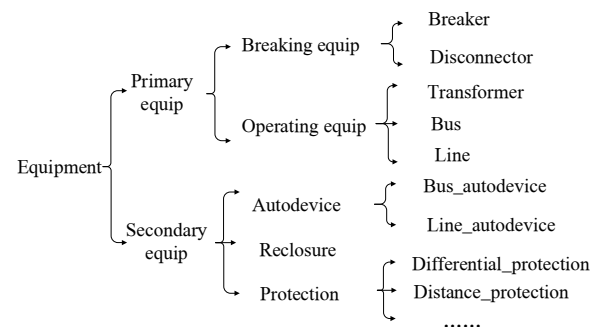 Breaker
Breaking equip
Disconnector
Primary
equip
Transformer
Operating equip
Bus
Line
Equipment
Bus_autodevice
Autodevice
Line_autodevice
Secondary
equip
Reclosure
Differential_protection
Protection
Distance_protection
......